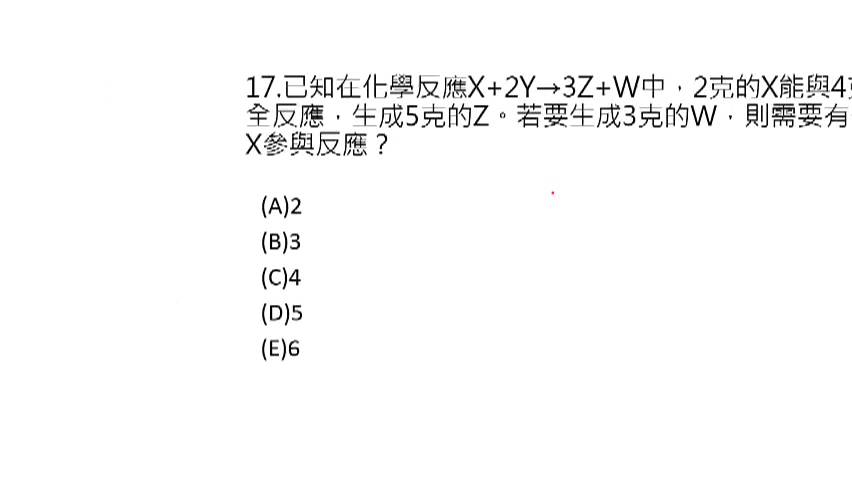 17.已知在化學反應X+2Y→3Z+W中，2克的X能與4
全反應，生成5克的Z。若要生成3克的W，則需要有
X參與反應？
(A)2
(B)3
(C)4
(D)5
(E)6